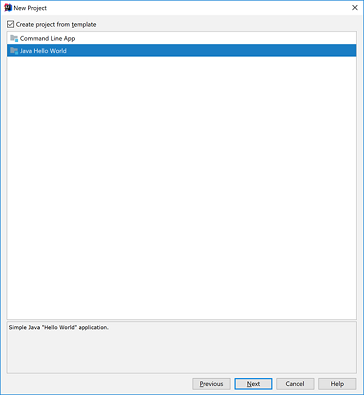 New Project
Create project from template
Command Line App
Java Hello World
Simple Java "Hello World" application.
Previous Next Cancel Help